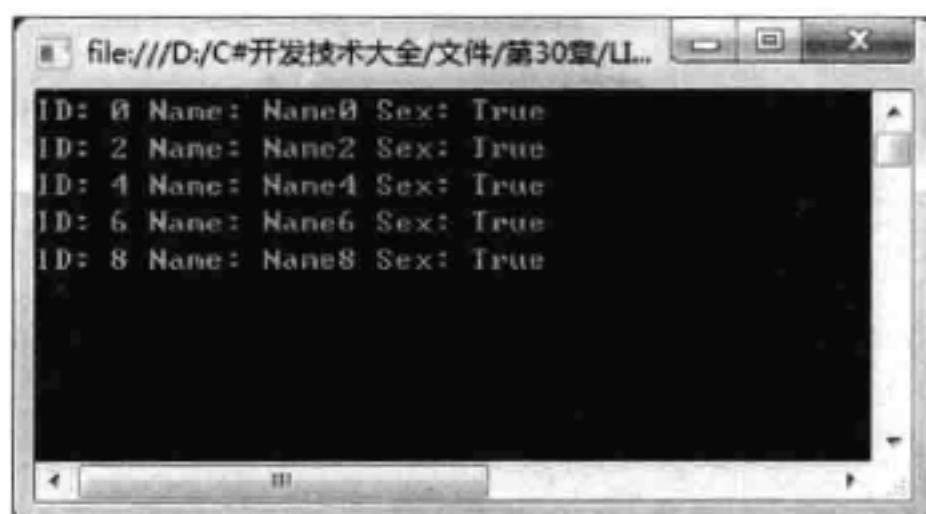 file:///D:/C#开发技术大全/文件/第30章/LI...
ID: 0 Name: Name0 Sex: True
ID: 2 Name: Name2 Sex: True
ID: 4 Name: Name4 Sex: True
ID: 6 Name: Name6 Sex: True
ID: 8 Name: Name8 Sex: True